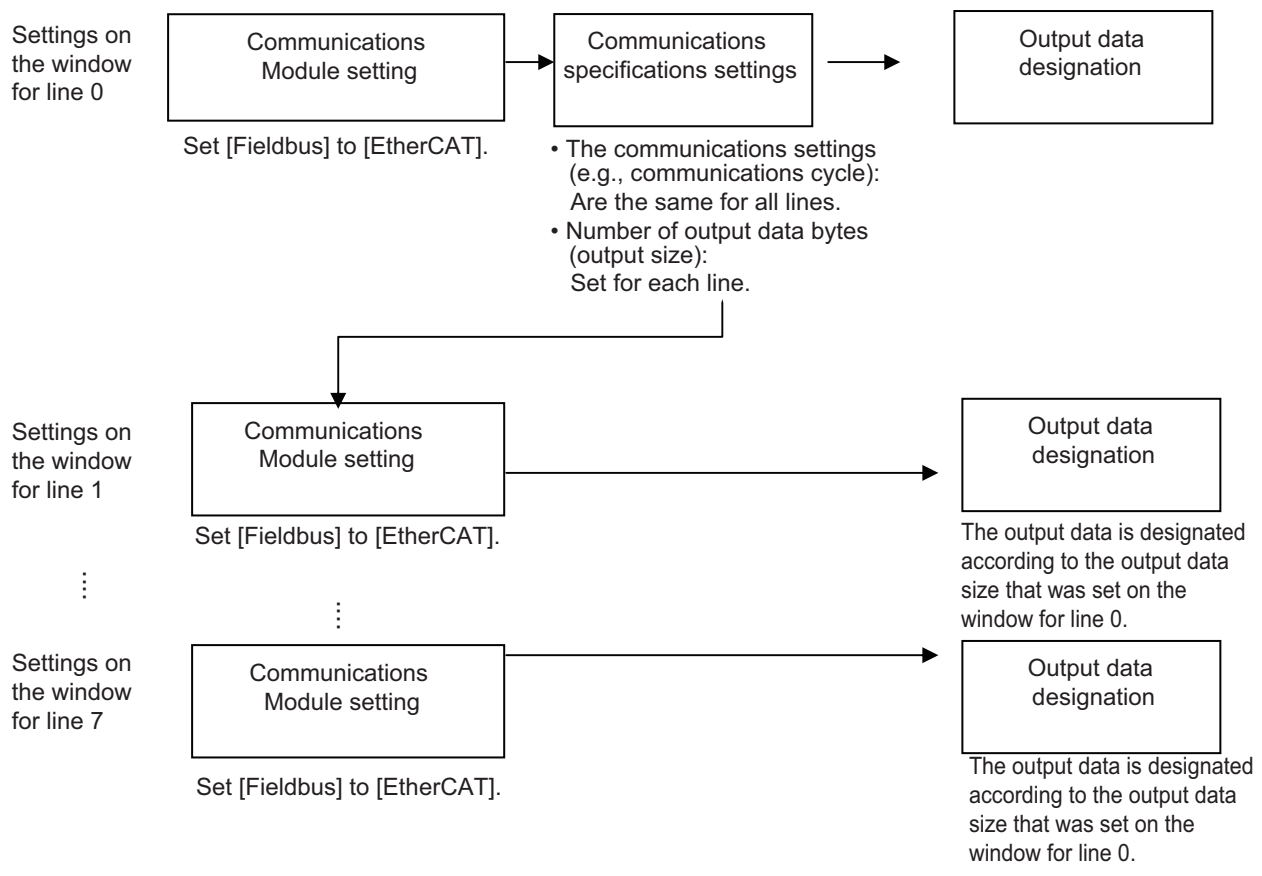 Settings on
the window
for line 0
Communications
Module setting
Set [Fieldbus] to [EtherCAT].
Communications
specifications settings
• The communications settings
(e.g., communications cycle):
Are the same for all lines.
• Number of output data bytes
(output size):
Set for each line.
Output data
designation
Settings on
the window
for line 1
Communications
Module setting
Set [Fieldbus] to [EtherCAT].
Output data
designation
The output data is designated
according to the output data
size that was set on the
window for line 0.
Settings on
the window
for line 7
Communications
Module setting
Set [Fieldbus] to [EtherCAT].
Output data
designation
The output data is designated
according to the output data
size that was set on the
window for line 0.